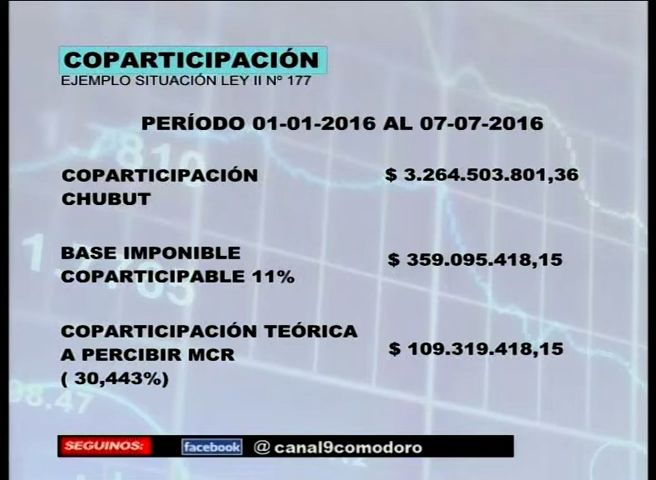 COPARTICIPACIÓN
EJEMPLO SITUACIÓN LEY II Nº 177
PERÍODO 01-01-2016 AL 07-07-2016
COPARTICIPACIÓN CHUBUT $ 3.264.503.801,36
BASE IMPONIBLE COPARTICIPABLE 11% $ 359.095.418,15
COPARTICIPACIÓN TEÓRICA A PERCIBIR MCR ( 30,443%) $ 109.319.418,15
SEGUINOS: facebook @canal9comodoro